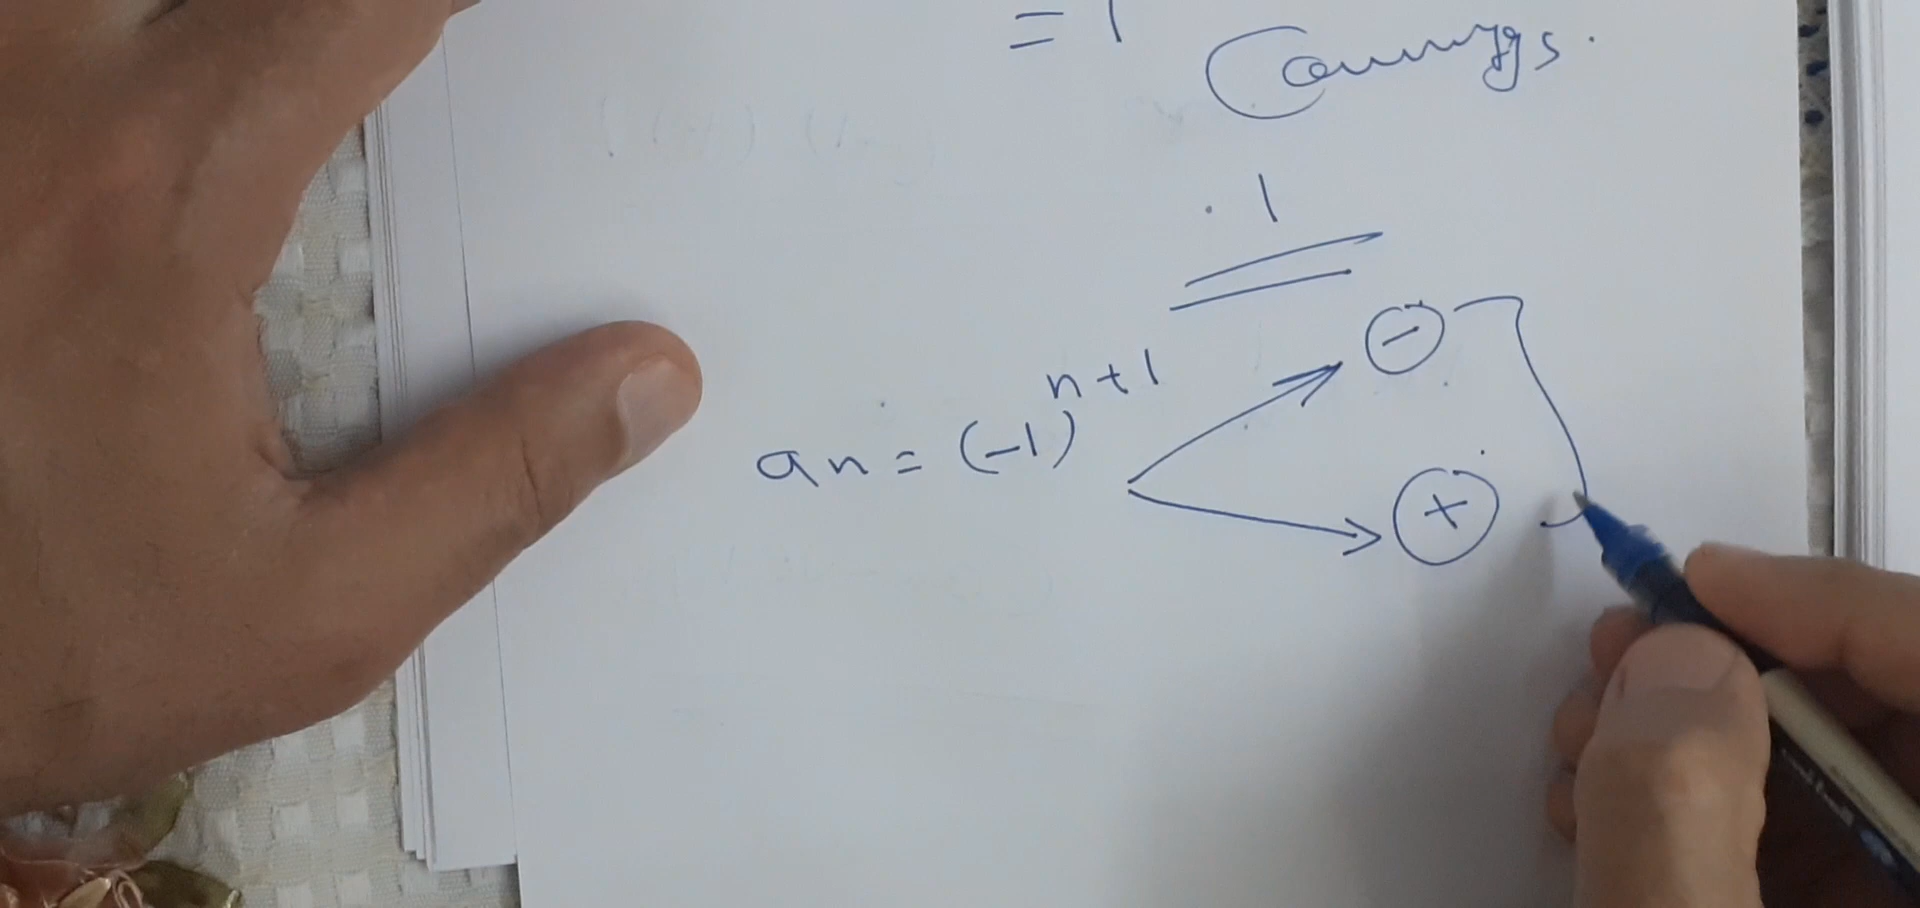 = 1
Converges.
. 1
an = (-1)^n+1
-
+